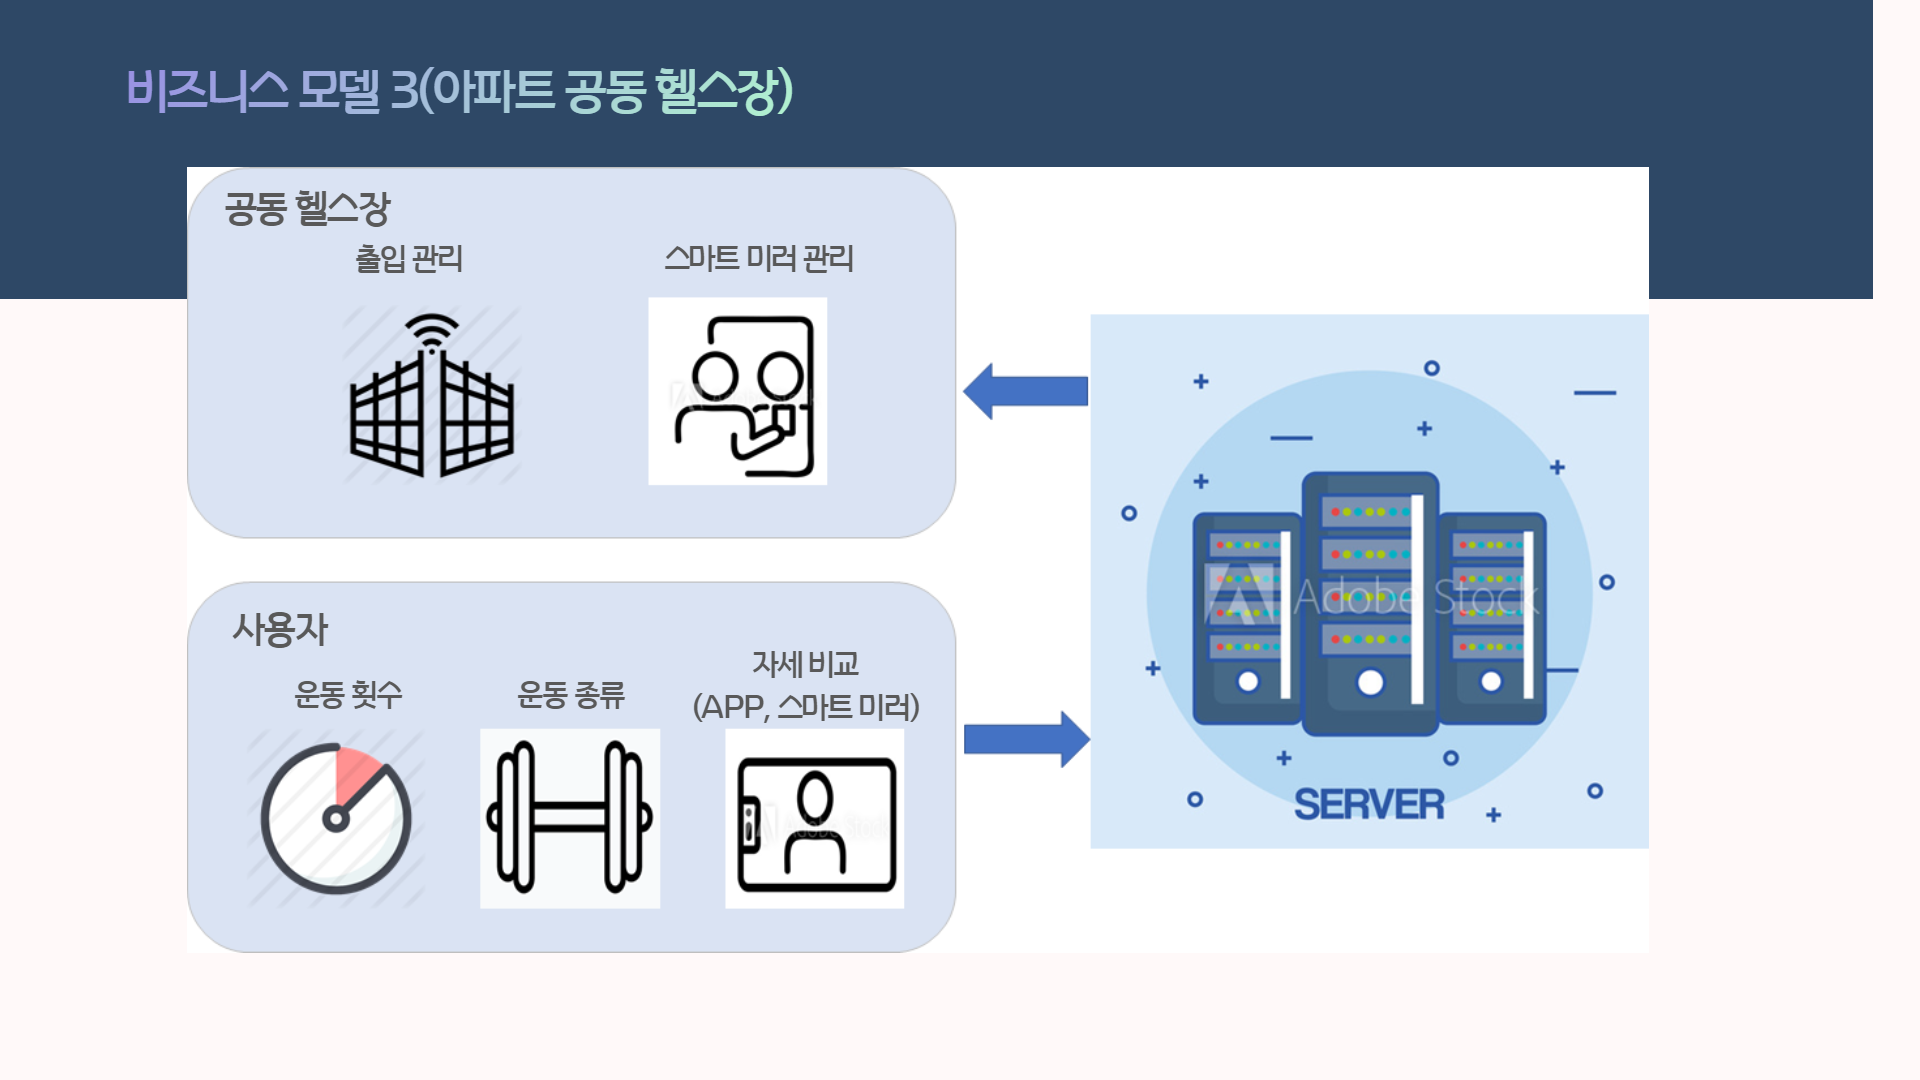 비즈니스 모델 3(아파트 공동 헬스장)
공동 헬스장
출입 관리
스마트 미러 관리
사용자
운동 횟수
운동 종류
자세 비교
(APP, 스마트 미러)
Adobe Stock
SERVER